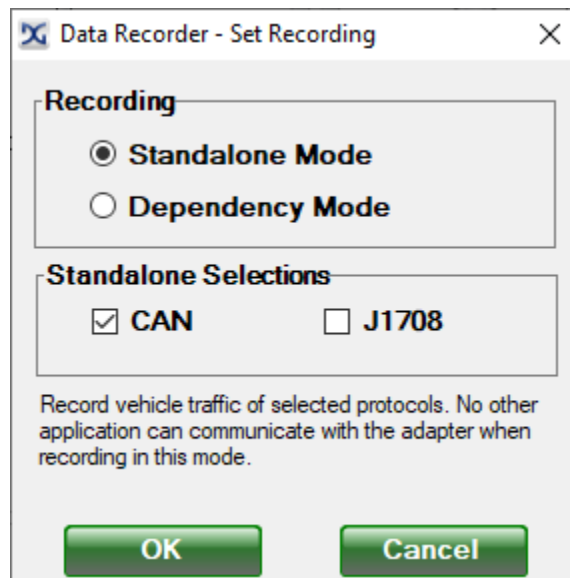 Data Recorder - Set Recording
Recording
Standalone Mode
Dependency Mode
Standalone Selections
CAN J1708
Record vehicle traffic of selected protocols. No other
application can communicate with the adapter when
recording in this mode.
OK Cancel